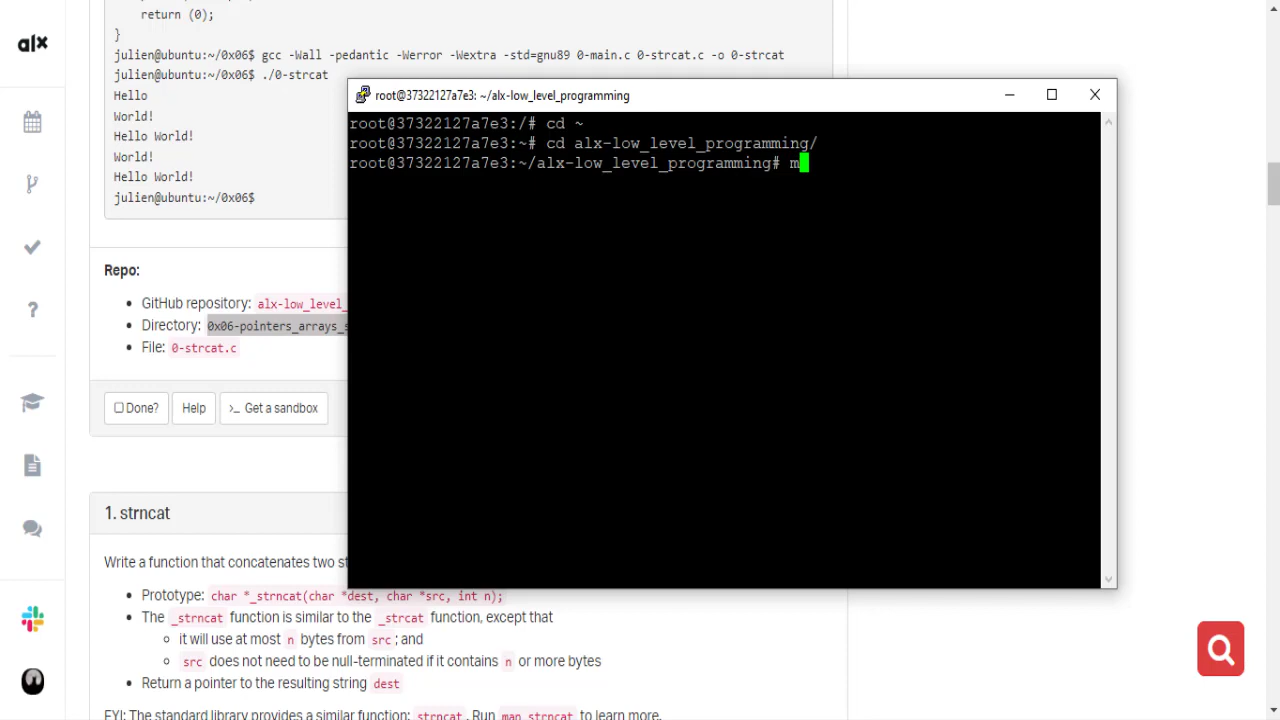 return (0);
}
julien@ubuntu:~/0x06$ gcc -Wall -pedantic -Werror -Wextra -std=gnu89 0-main.c 0-strcat.c -o 0-strcat
julien@ubuntu:~/0x06$ ./0-strcat
Hello
World!
Hello World!
World!
Hello World!
julien@ubuntu:~/0x06$
alx
root@37322127a7e3: ~/alx-low_level_programming
root@37322127a7e3:/# cd ~
root@37322127a7e3:~# cd alx-low_level_programming/
root@37322127a7e3:~/alx-low_level_programming# m
Repo:
GitHub repository: alx-low_level_
Directory: 0x06-pointers_arrays_s
File: 0-strcat.c
Done? Help >_ Get a sandbox
1. strncat
Write a function that concatenates two st
Prototype: char *_strncat(char *dest, char *src, int n);
The _strncat function is similar to the _strcat function, except that
it will use at most n bytes from src ; and
src does not need to be null-terminated if it contains n or more bytes
Return a pointer to the resulting string dest
FYI: The standard library provides a similar function: strncat. Run man strncat to learn more.